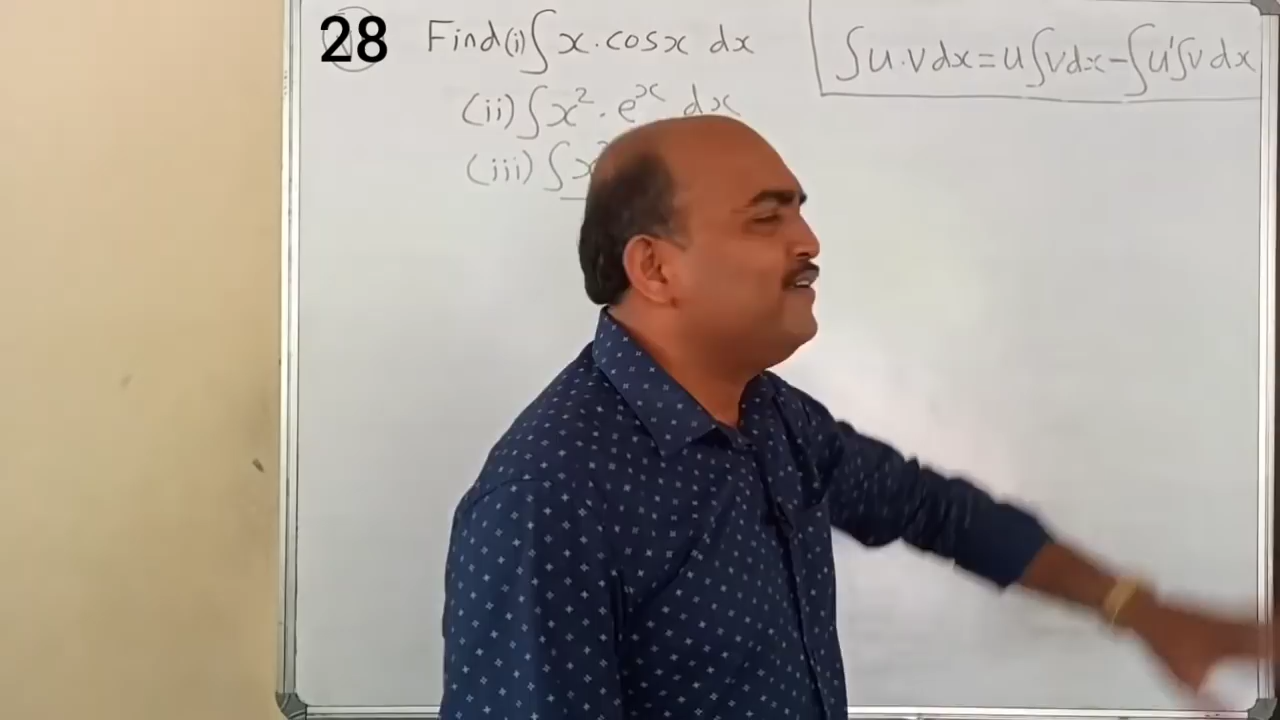 28 Find (i) ∫ x . cosx dx
∫u.v dx = u∫v dx - ∫u'∫v dx
(ii) ∫x² . eˣ dx
(iii) ∫x